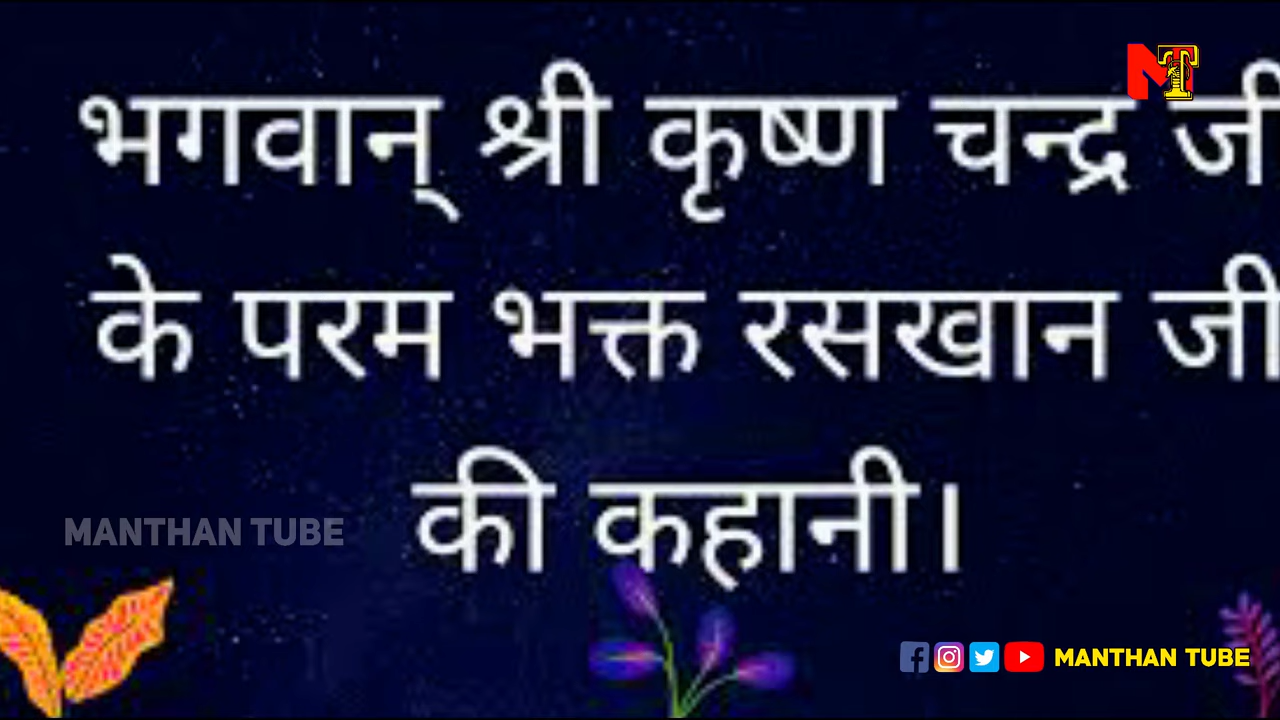 भगवान् श्री कृष्ण चन्द्र जी
के परम भक्त रसखान जी
की कहानी।
MANTHAN TUBE
MANTHAN TUBE